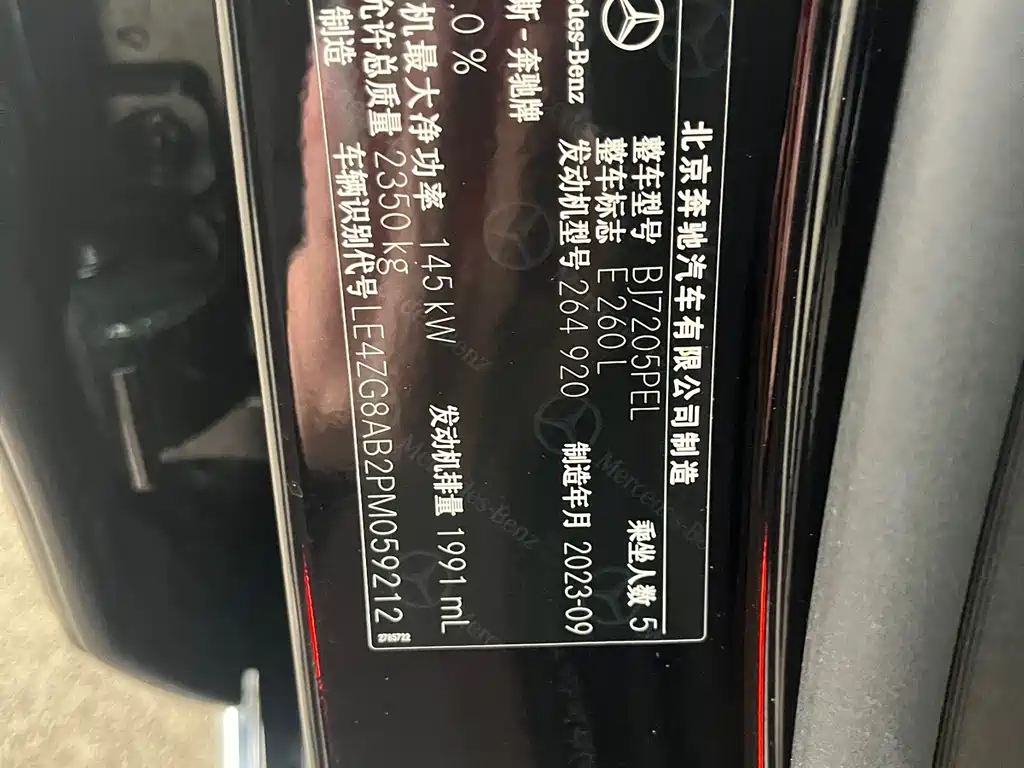 北京奔驰汽车有限公司制造
整车型号 BJ7205PEL 乘坐人数 5
整车标志 E 260 L
des-Benz 发动机型号 264 920 制造年月 2023-09
斯-奔驰牌
.0 %
机最大净功率 145 kW 发动机排量 1991 mL
允许总质量 2350 kg
制造 车辆识别代号 LE4ZG8AB2PM059212
2785722
Mercedes-Benz